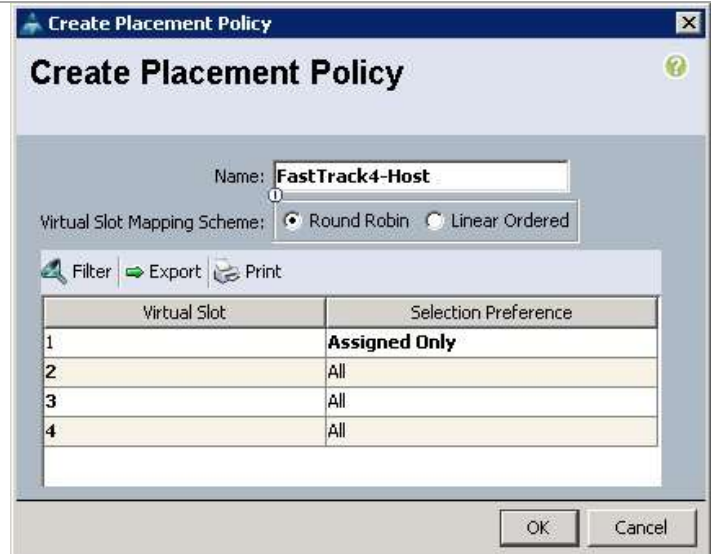 Create Placement Policy
Create Placement Policy
Name: FastTrack4-Host
Virtual Slot Mapping Scheme: Round Robin Linear Ordered
Filter Export Print
Virtual Slot Selection Preference
1 Assigned Only
2 All
3 All
4 All
OK Cancel